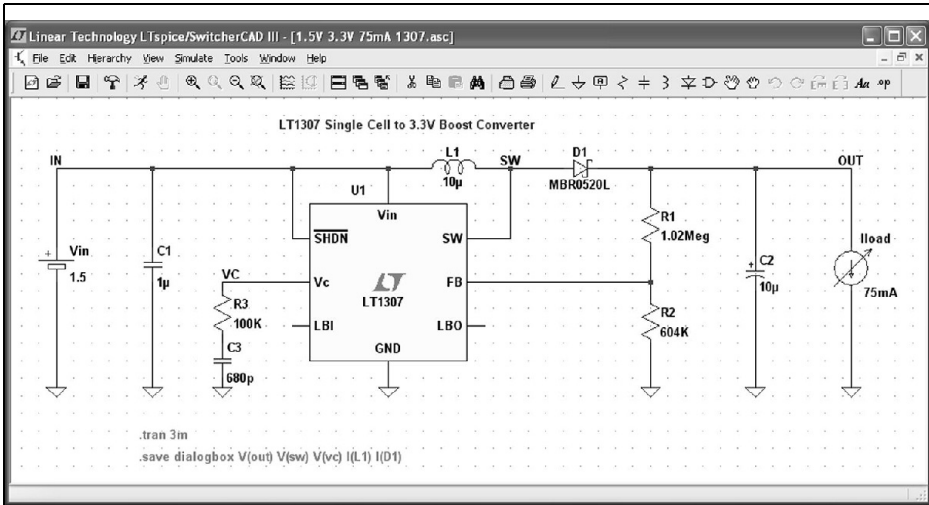 Linear Technology LTspice/SwitcherCAD III - [1.5V 3.3V 75mA 1307.asc]
File Edit Hierarchy View Simulate Tools Window Help
Aa .op
LT1307 Single Cell to 3.3V Boost Converter
IN
L1
10µ
SW
D1
MBR0520L
OUT
U1
Vin
SHDN
SW
Vc
LT1307
FB
LBI
LBO
GND
Vin
1.5
C1
1µ
VC
R3
100K
C3
680p
R1
1.02Meg
R2
604K
C2
10µ
Iload
75mA
.tran 3m
.save dialogbox V(out) V(sw) V(vc) I(L1) I(D1)